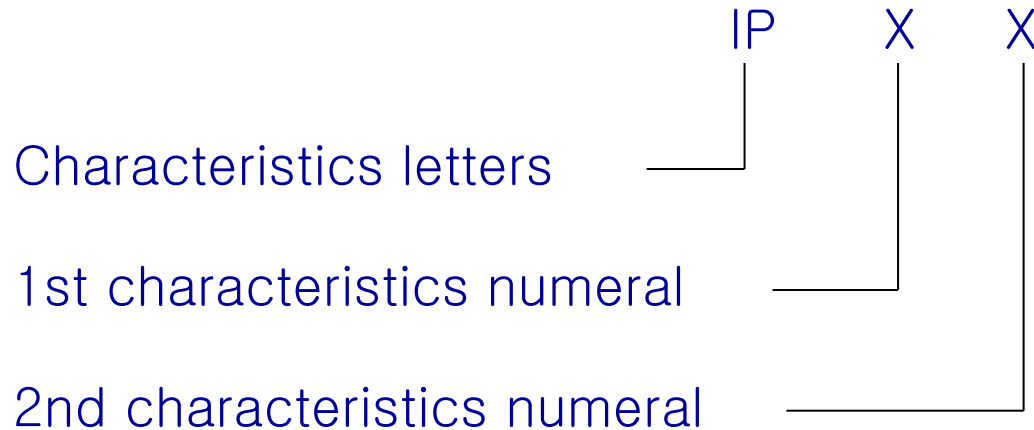 IP X X
Characteristics letters
1st characteristics numeral
2nd characteristics numeral